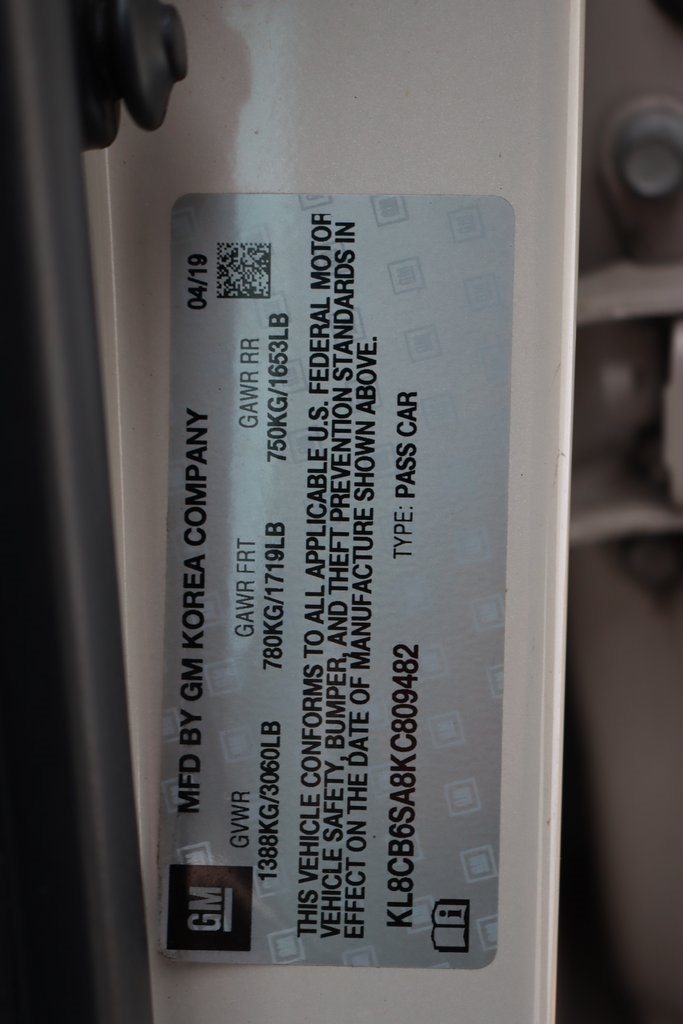 GM
MFD BY GM KOREA COMPANY 04/19
GVWR GAWR FRT GAWR RR
1388KG/3060LB 780KG/1719LB 750KG/1653LB
THIS VEHICLE CONFORMS TO ALL APPLICABLE U.S. FEDERAL MOTOR
VEHICLE SAFETY, BUMPER, AND THEFT PREVENTION STANDARDS IN
EFFECT ON THE DATE OF MANUFACTURE SHOWN ABOVE.
KL8CB6SA8KC809482 TYPE: PASS CAR